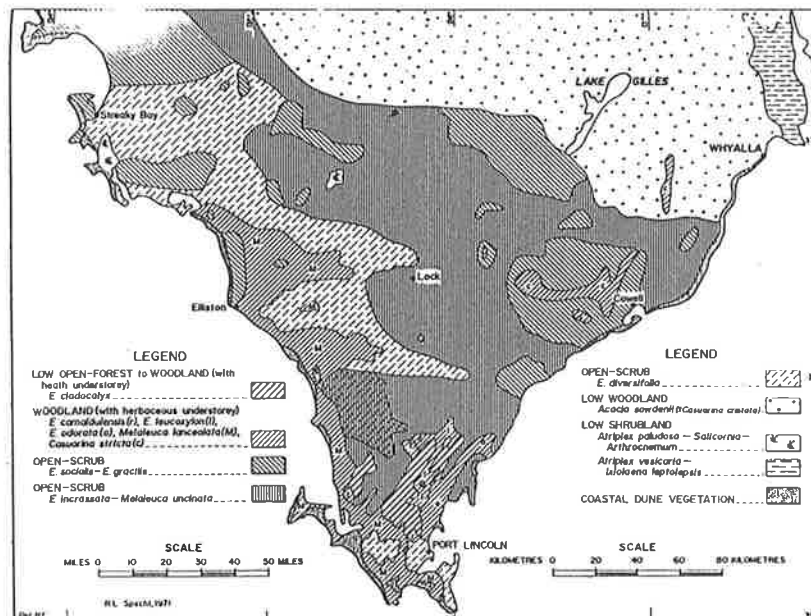 LAKE GILLES
Streaky Bay
WHYALLA
Lock
Elliston
Cowell
PORT LINCOLN
LEGEND
LOW OPEN-FOREST to WOODLAND (with
heath understorey)
E cladocalyx
WOODLAND (with herbaceous understorey)
E camaldulensis(r), E leucoxylon(l),
E odorata(o), Melaleuca lanceolata(M),
Casuarina stricta(c)
OPEN-SCRUB
E socialis-E gracilis
OPEN-SCRUB
E incrassata-Melaleuca uncinata
SCALE
MILES 0 10 20 30 40 50 MILES
R.L. Specht, 1971
LEGEND
OPEN-SCRUB
E. diversifolia
LOW WOODLAND
Acacia sowdenii (±Casuarina cristata)
LOW SHRUBLAND
Atriplex paludosa-Salicornia-
Arthrocnemum
Atriplex vesicaria-
Ixiolaena leptolepis
COASTAL DUNE VEGETATION
SCALE
KILOMETRES 0 20 40 60 80 KILOMETRES